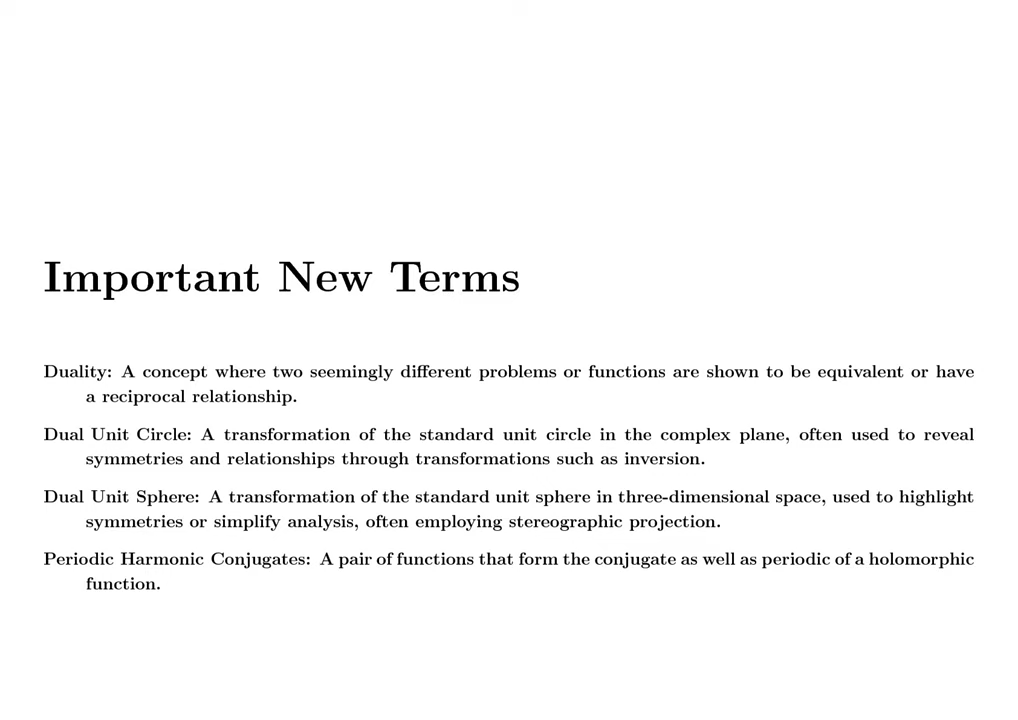 Important New Terms
Duality: A concept where two seemingly different problems or functions are shown to be equivalent or have
a reciprocal relationship.
Dual Unit Circle: A transformation of the standard unit circle in the complex plane, often used to reveal
symmetries and relationships through transformations such as inversion.
Dual Unit Sphere: A transformation of the standard unit sphere in three-dimensional space, used to highlight
symmetries or simplify analysis, often employing stereographic projection.
Periodic Harmonic Conjugates: A pair of functions that form the conjugate as well as periodic of a holomorphic
function.